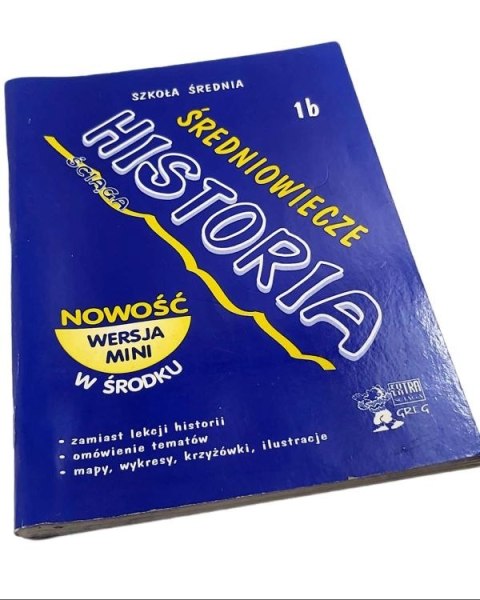 SZKOŁA ŚREDNIA
1b
ŚREDNIOWIECZE
HISTORIA
ŚCIĄGA
NOWOŚĆ
WERSJA
MINI
W ŚRODKU
• zamiast lekcji historii
• omówienie tematów
• mapy, wykresy, krzyżówki, ilustracje
EXTRA
ŚCIĄGA
GREG